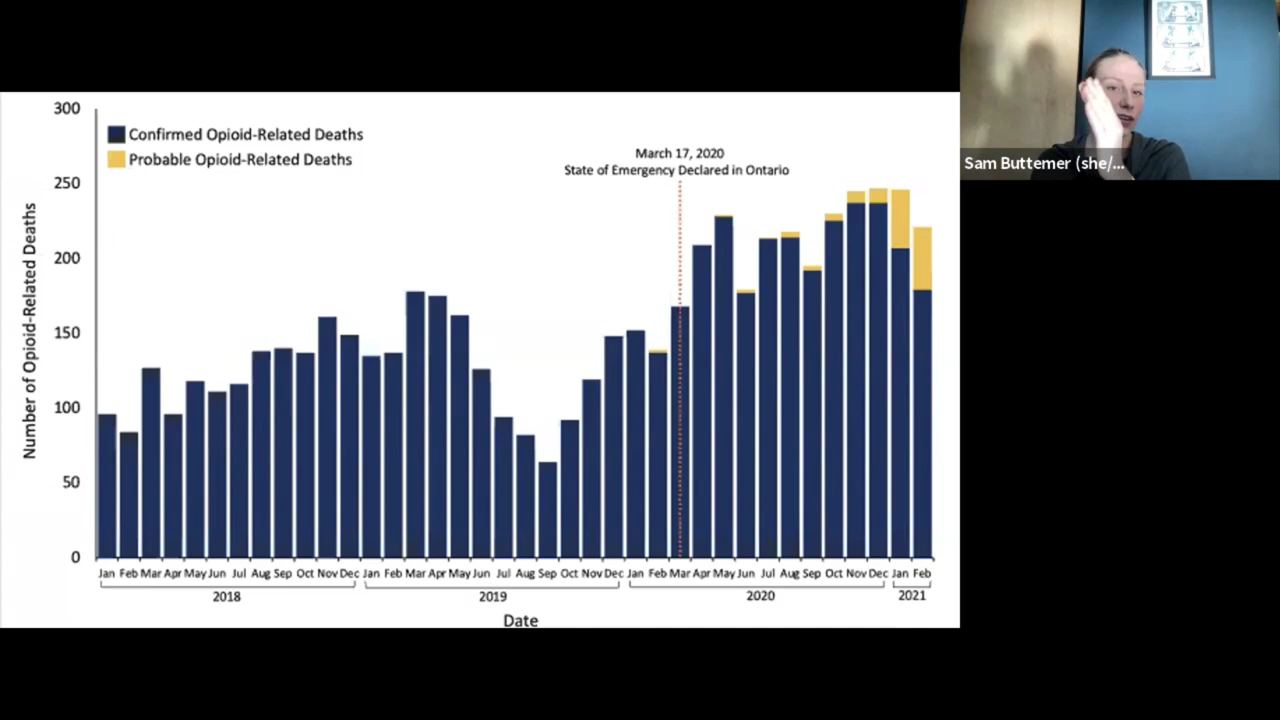 300
Confirmed Opioid-Related Deaths
Probable Opioid-Related Deaths
March 17, 2020
State of Emergency Declared in Ontario
Sam Buttemer (she/...
250
200
150
100
50
0
Number of Opioid-Related Deaths
Jan Feb Mar Apr May Jun Jul Aug Sep Oct Nov Dec Jan Feb Mar Apr May Jun Jul Aug Sep Oct Nov Dec Jan Feb Mar Apr May Jun Jul Aug Sep Oct Nov Dec Jan Feb
2018 2019 2020 2021
Date